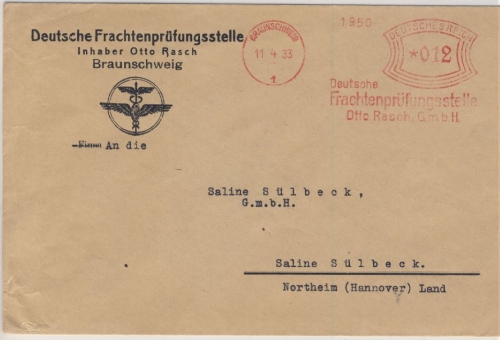 Deutsche Frachtenprüfungsstelle
Inhaber Otto Rasch
Braunschweig
BRAUNSCHWEIG
11.4.33
1
1950
DEUTSCHES REICH
*012
Deutsche
Frachtenprüfungsstelle
Otto Rasch, G.m.b.H.
Firma An die
Saline Sülbeck,
G.m.b.H.
Saline Sülbeck.
Northeim (Hannover) Land